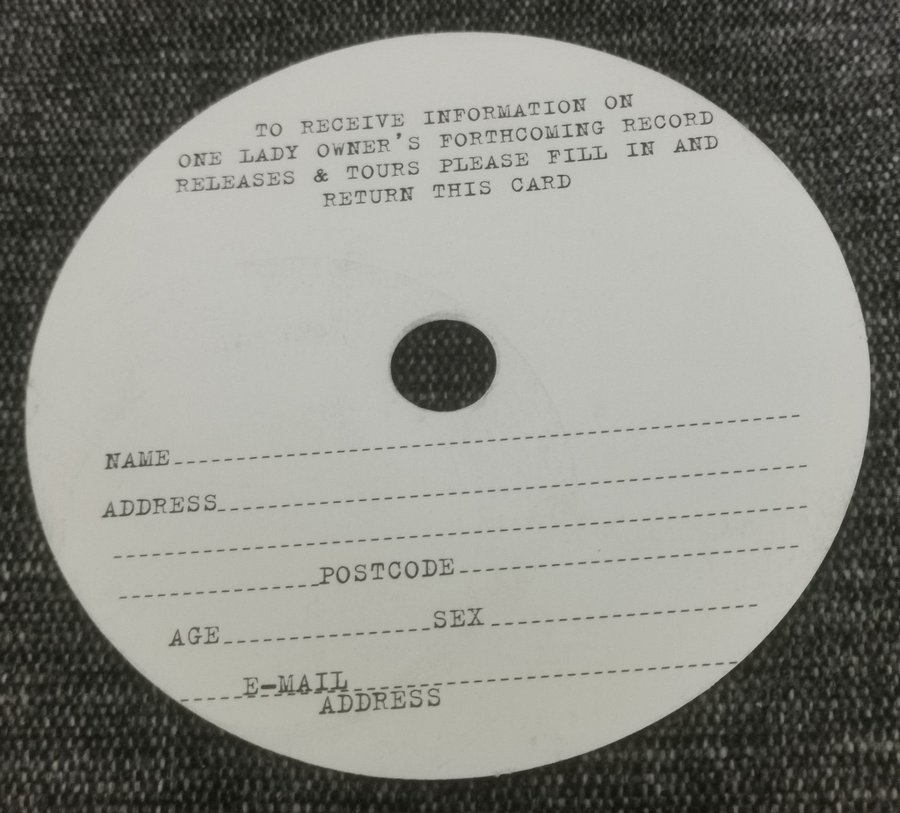 TO RECEIVE INFORMATION ON
ONE LADY OWNER'S FORTHCOMING RECORD
RELEASES & TOURS PLEASE FILL IN AND
RETURN THIS CARD
NAME
ADDRESS
POSTCODE
AGE SEX
E-MAIL
ADDRESS